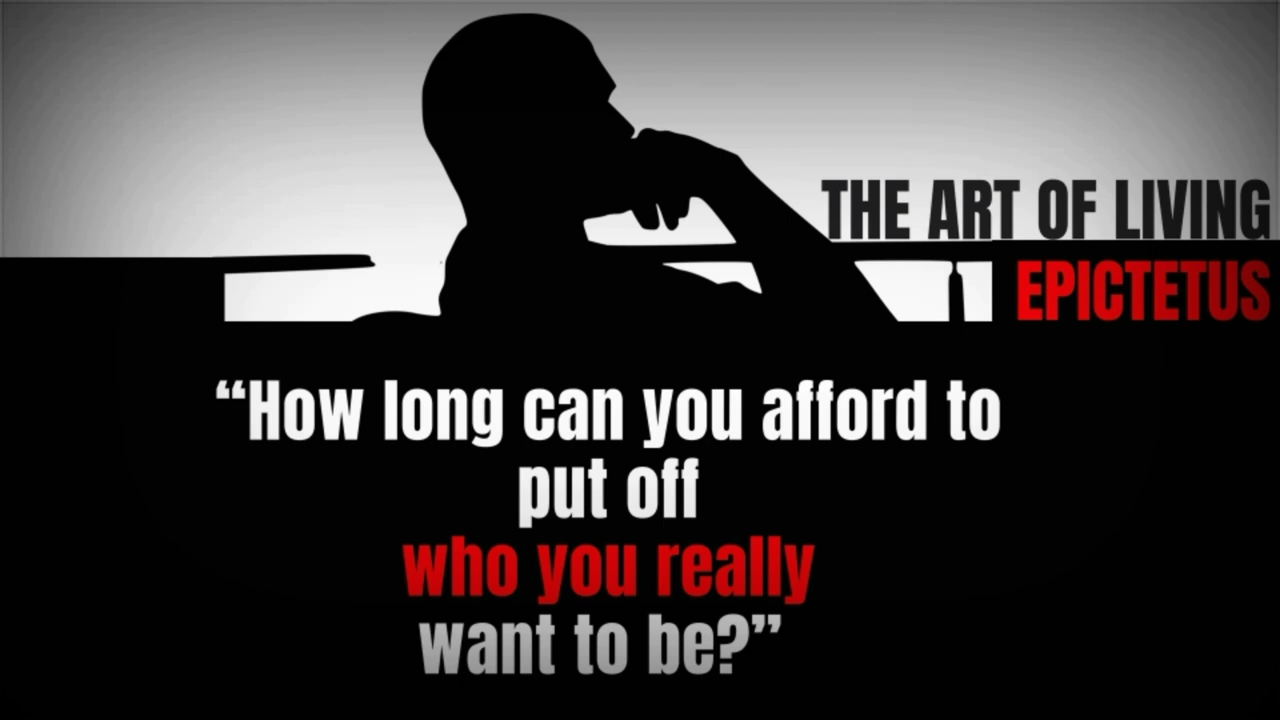 THE ART OF LIVING
EPICTETUS
“How long can you afford to
put off
who you really
want to be?”